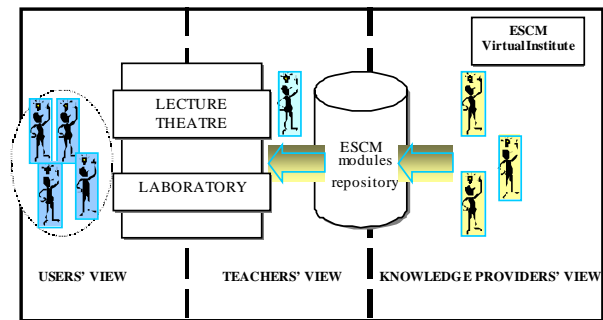 ESCM
Virtual Institute
LECTURE
THEATRE
ESCM
modules
repository
LABORATORY
USERS' VIEW
TEACHERS' VIEW
KNOWLEDGE PROVIDERS' VIEW